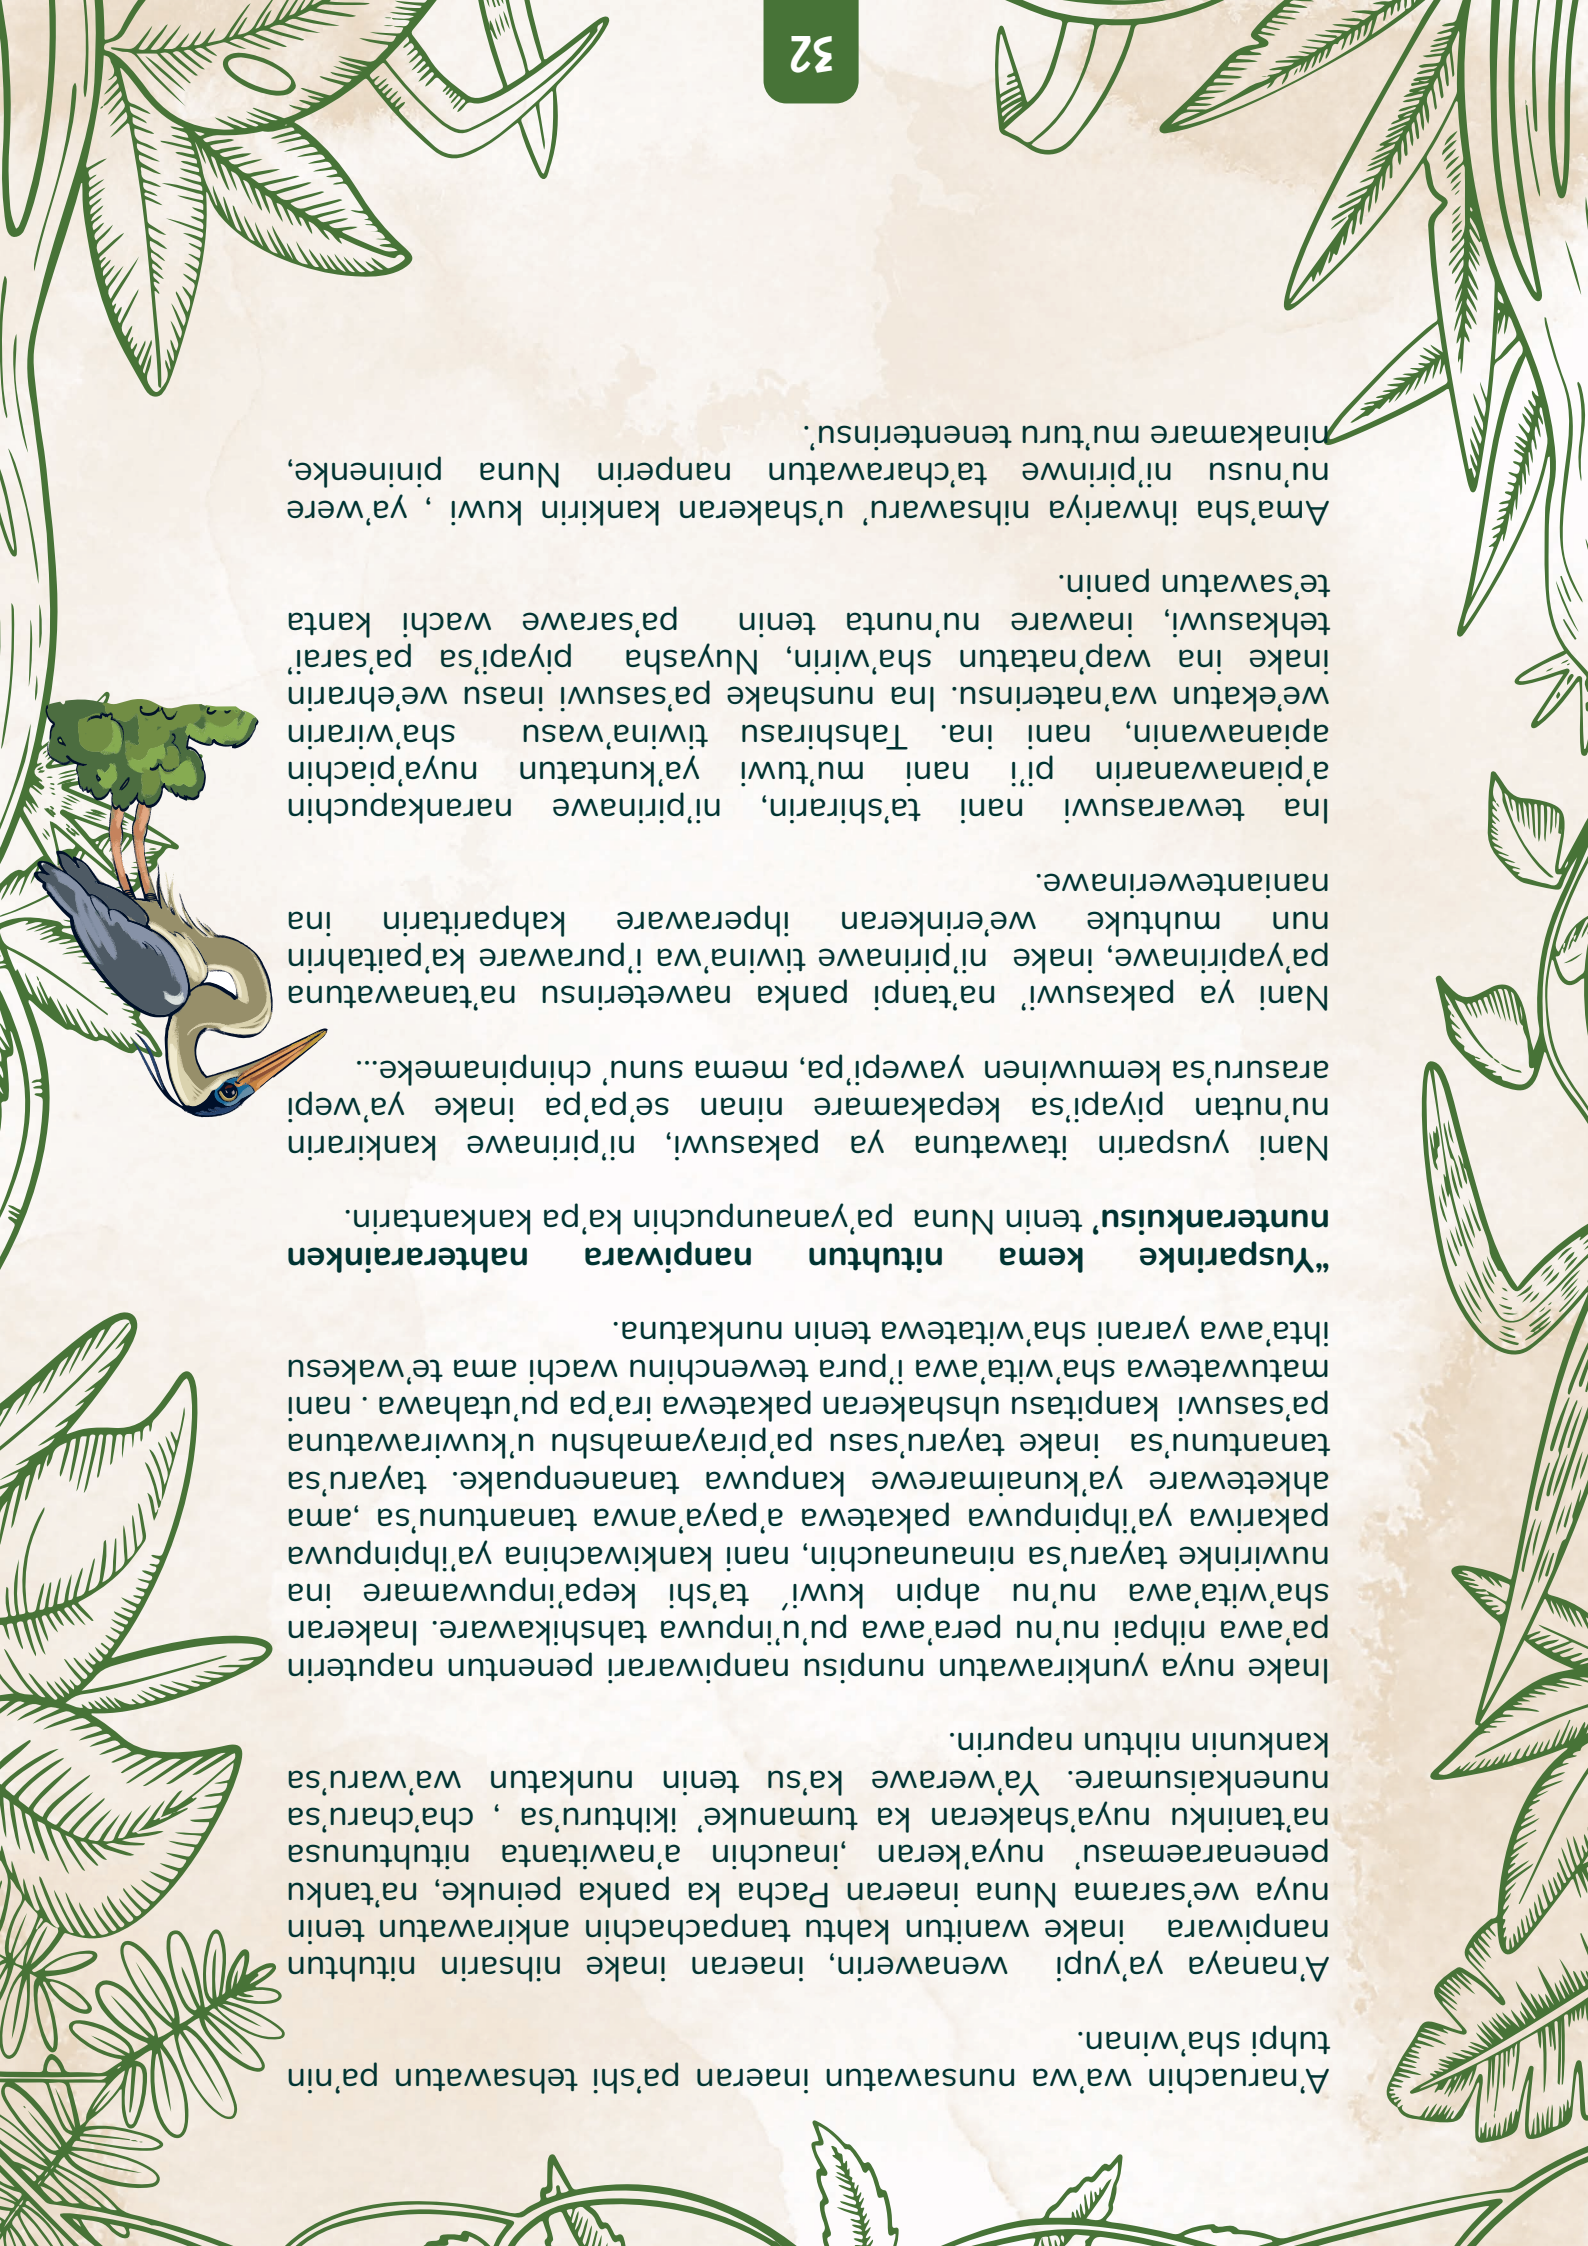 A'naruachin wa'wa nunsawatun inaeran pa'shi tehsawatun pa'nin
tuhpi sha'winan.
A'nanaya ya'yupi wenawerin, inaeran inake nihsarin nituhtun
nanpiwara inake wanitun kahtu tanpachachin ankirawatun tenin
nuya we'sarama Nuna inaeran Pacha ka panka peinuke, na'tanku
penenaraemasu' nuya'keran ,inauchin a'nawitanta nituhtunusa
na'taninku nuya'shakeran ka tumanuke' ikihturu'sa , cha'charu'sa
nunenkaisumare. Ya'werawe ka'su tenin nunkatun wa'waru'sa
kankunin nihtun napurin.
Inake nuya yunkirawatun nunpisu nanpiwarari penentun naputerin
pa'awa nihpai nu'nu pera'awa pu'u'inpuwa tahshikaware. Inakeran
sha'wita'awa nu'nu ahpin kuwi´ ta'shi kepa'inpuwamare ina
nuwirinke tayaru'sa ninaunauchin, nani kankiwachina ya'ihpinpuwa
pakariwa ya'ihpinpuwa pakatewa a'paya'anwa tanantunu'sa ,ama
ahketeware ya'kunaimarewe kanpuwa tananenpuake. tayaru'sa
tanantunu'sa inake tayaru'sasu pa'pirayamahshu u'kuwirawatuna
pa'sasuwi kanpitasu uhshakeran pakatewa ira'pa pu'utahawa . nani
matuwatewa sha'wita'awa i'pura tewenchinu wachi ama te'wakesu
ihta'awa yarani sha'witatewa tenin nunkatuna.
"Yusparinke kema nituhtun nanpiwara nahterarainken
nunterankuisu' tenin Nuna pa'yanaunpuchin ka'pa kankantarin.
Nani yusparin itawatuna ya pakasuwi, ni'pirinawe kankirarin
nu'nutan piyapi'sa kepakamare ninan se'pa'pa inake ya'wepi
arasuru'sa kemuwinen yawepi'pa, mema sunu' chinpinameke...
Nani ya pakasuwi' na'tanpi panka naweterinsu na'tanawatuna
pa'yapirinawe, inake ni'pirinawe tiwina'wa i'puraware ka'paitahrin
nun muhtuke we'erinkeran ihperaware kahparitarin ina
naniantewerinawe.
Ina tewarasuwi nani ta'shirarin, ni'pirinawe narankapuchin
a'pianawanarin pi'i nani mu'tuwi ya'kuntatun nuya'piachin
apianawanarin, nani ina. Tahshirasu tiwina'wasu sha'wirarin
we'ekatun wa'naterinsu. Ina nunshake pa'sasuwi inasu we'ehrarin
inake ina wap'natatun sha'wirin, Nuyasha piyapi'sa pa'sarai'
tehkasuwi, inaware nu'nunta tenin pa'sarawe wachi kanta
te'sawatun panin.
Ama'sha ihwariya nihsawaru' u'shakeran kankirin kuwi , ya'were
nu'nusu ni'pirinwe ta'charawatun nanperin Nuna pininenke,
ninakamare mu'turu tenenterinsu'.
32